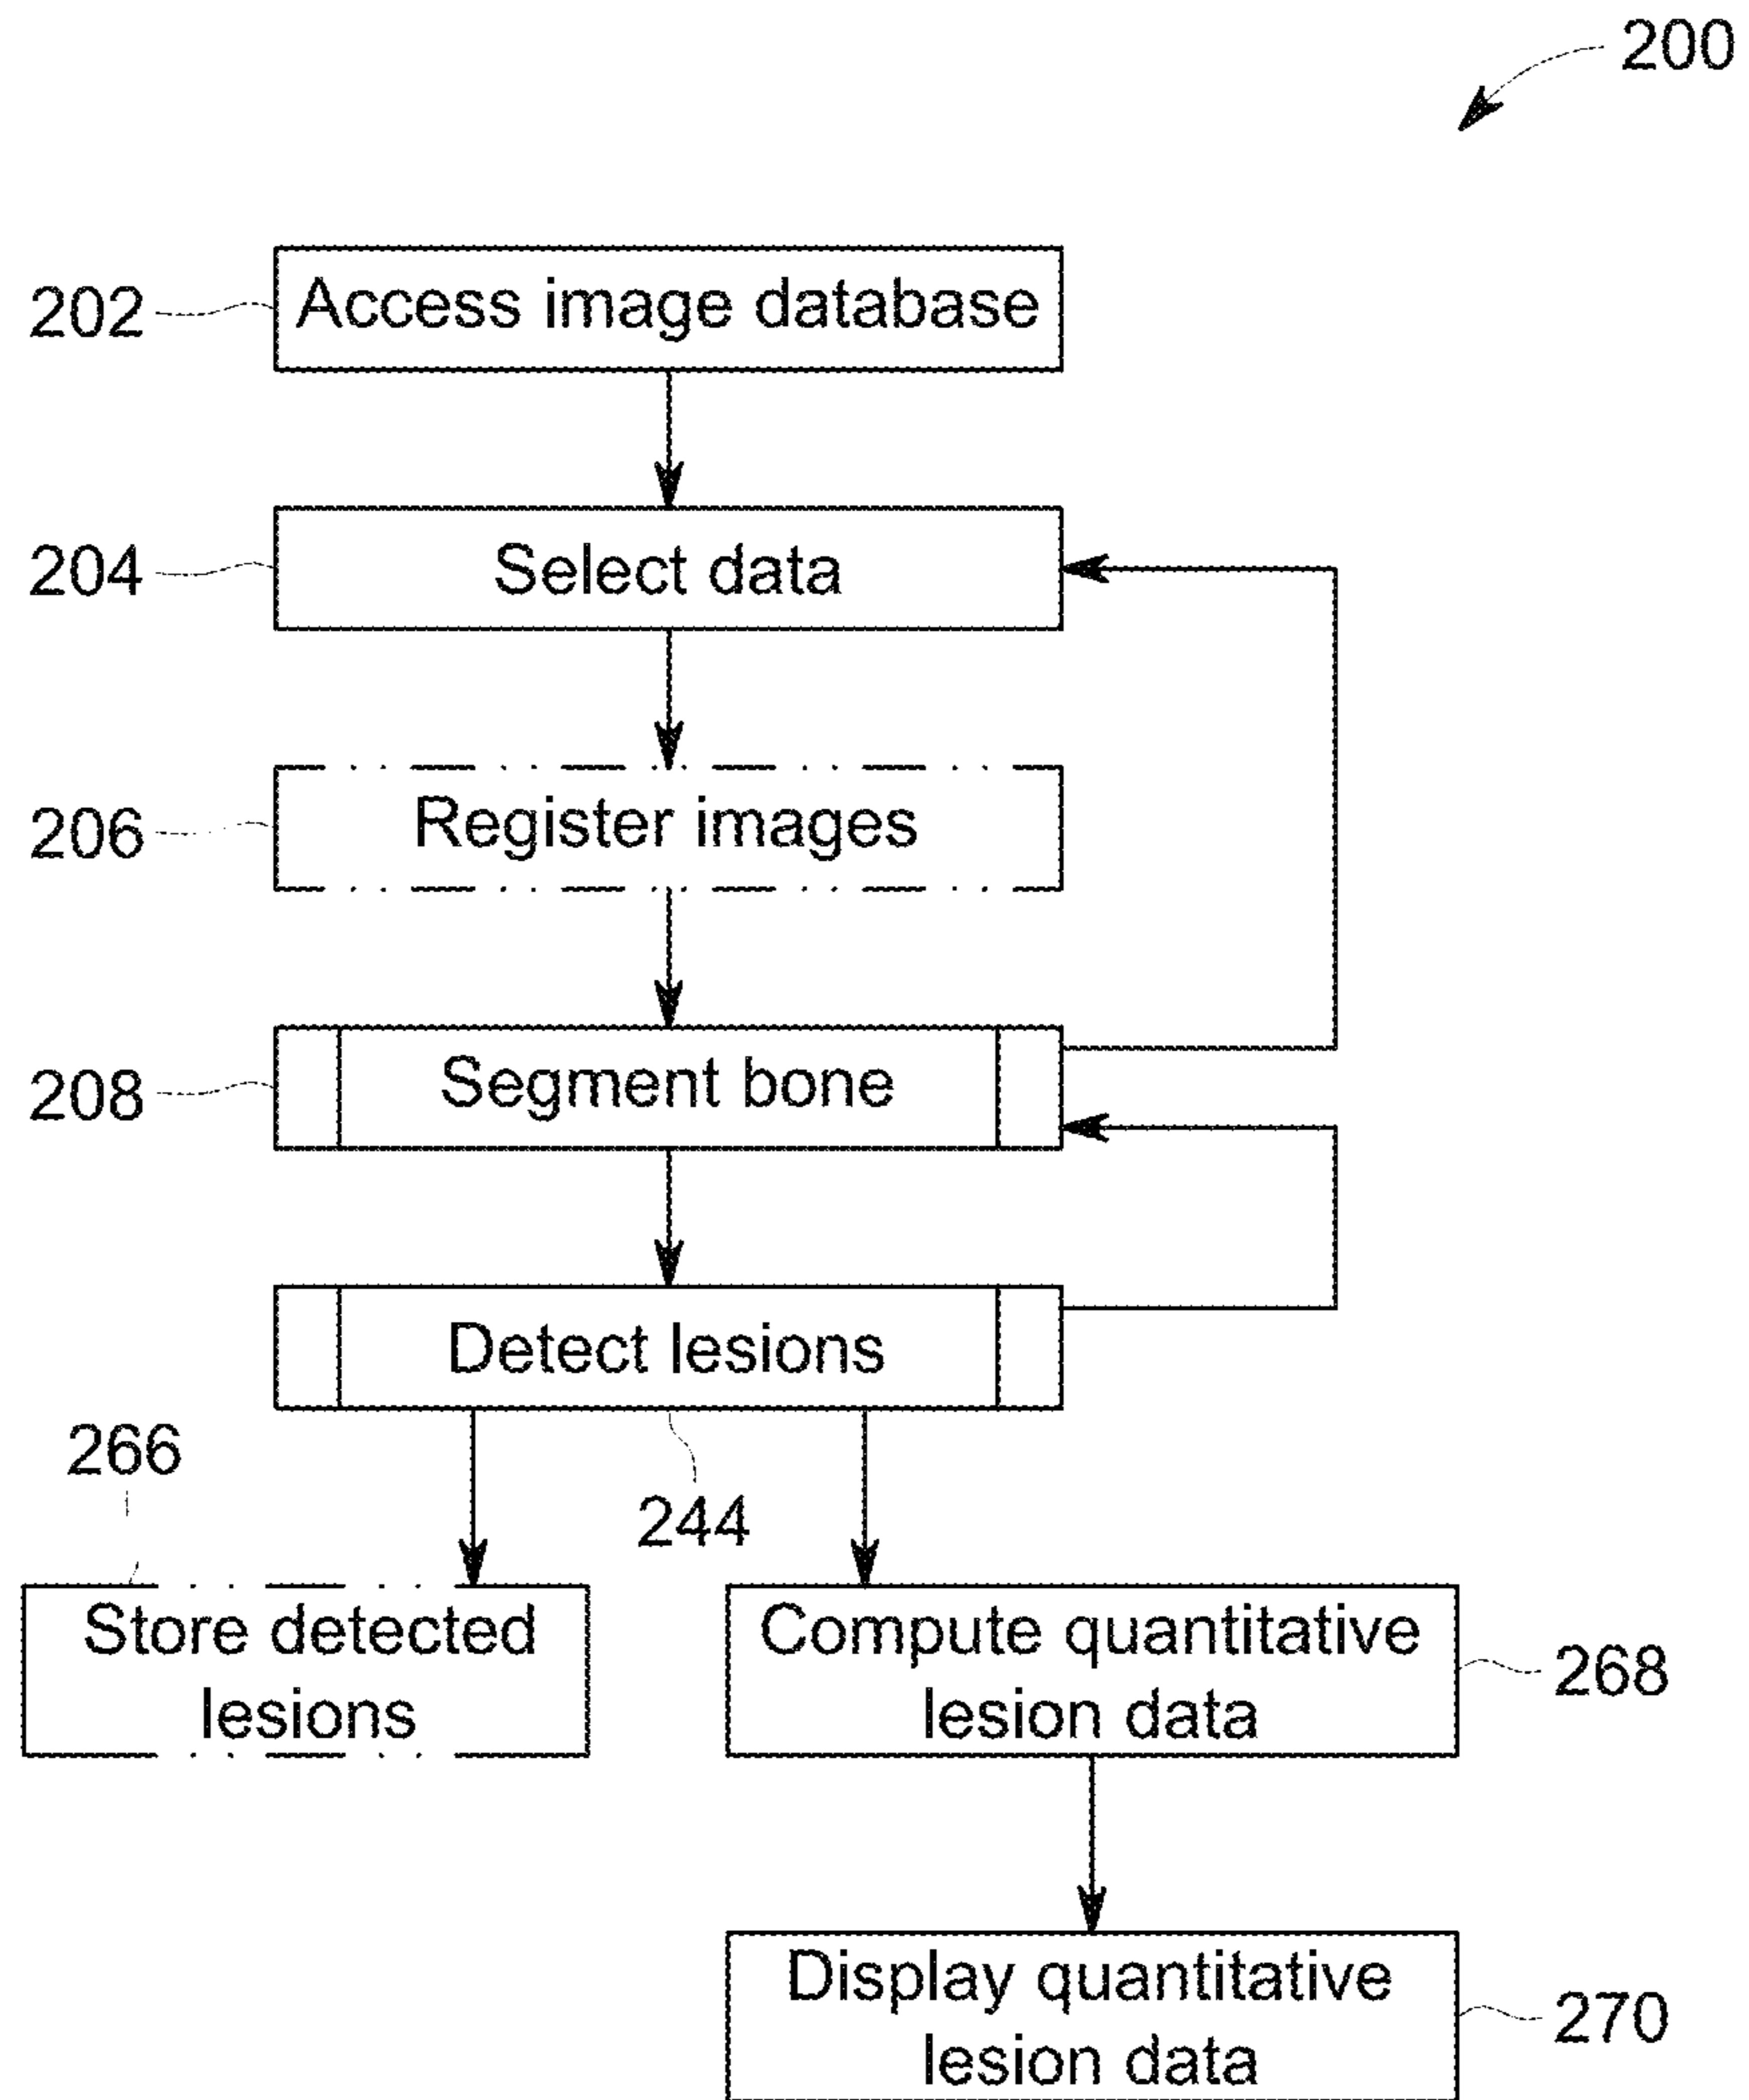 200
202
Access image database
204
Select data
206
Register images
208
Segment bone
Detect lesions
266
244
Store detected
lesions
Compute quantitative
lesion data
268
Display quantitative
lesion data
270